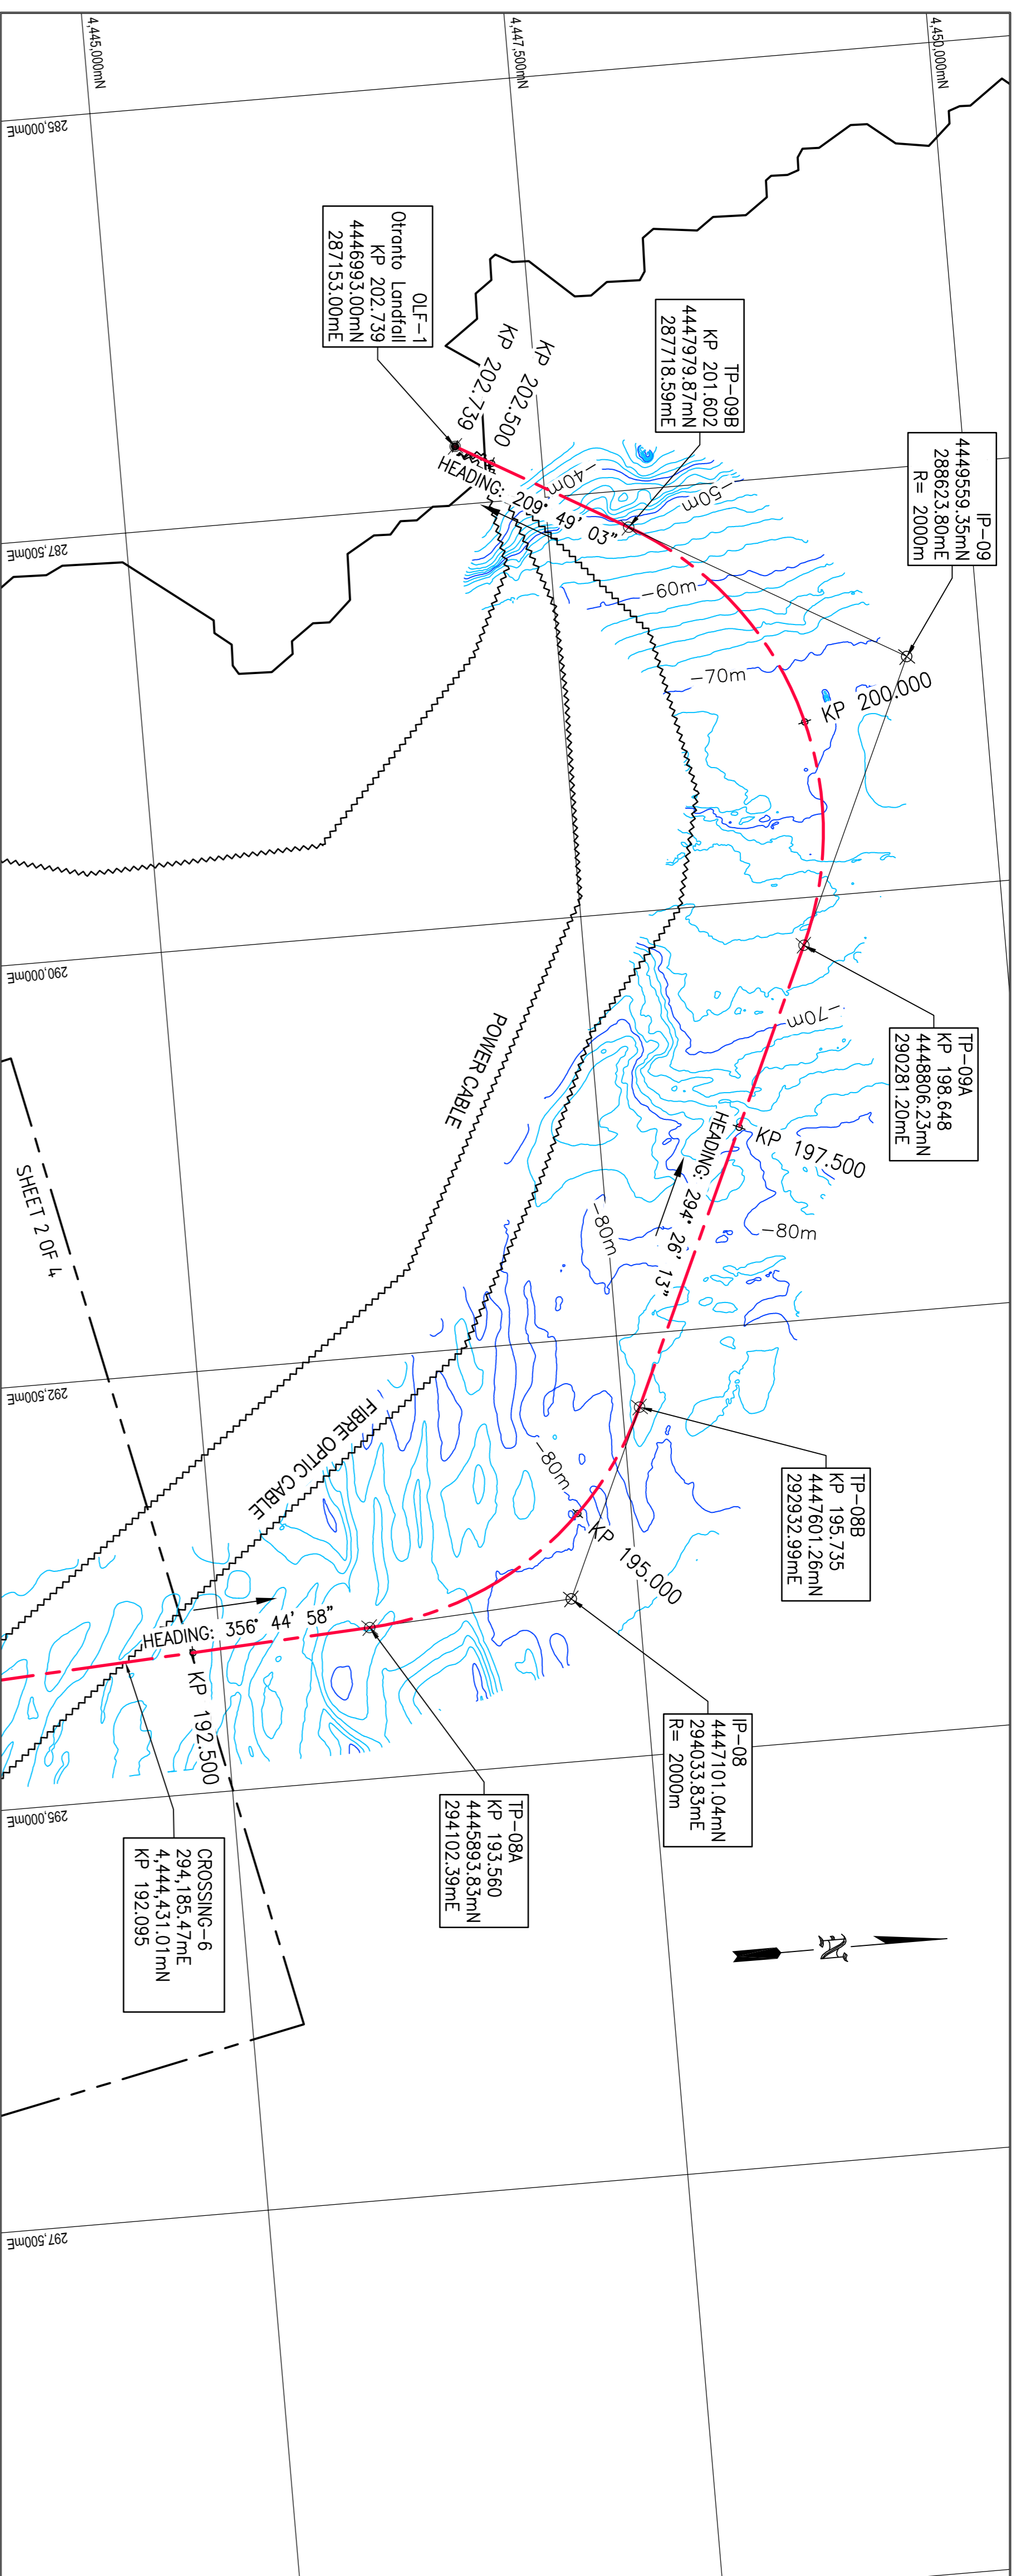 4,445,000mN
4,447,500mN
4,450,000mN
285,000mE
287,500mE
290,000mE
292,500mE
295,000mE
297,500mE
OLF-1
Otranto Landfall
KP 202.739
4446993.00mN
287153.00mE
TP-09B
KP 201.602
4447979.87mN
287718.59mE
IP-09
4449559.35mN
288623.80mE
R= 2000m
KP 202.500
KP 202.739
HEADING: 209° 49' 03"
-40m
-50m
-60m
-70m
KP 200.000
TP-09A
KP 198.648
4448806.23mN
290281.20mE
-70m
KP 197.500
HEADING: 294° 26' 13"
-80m
-80m
POWER CABLE
SHEET 2 OF 4
FIBRE OPTIC CABLE
TP-08B
KP 195.735
4447601.26mN
292932.99mE
-80m
KP 195.000
IP-08
4447101.04mN
294033.83mE
R= 2000m
HEADING: 356° 44' 58"
KP 192.500
TP-08A
KP 193.560
4445893.83mN
294102.39mE
CROSSING-6
294,185.47mE
4,444,431.01mN
KP 192.095
N